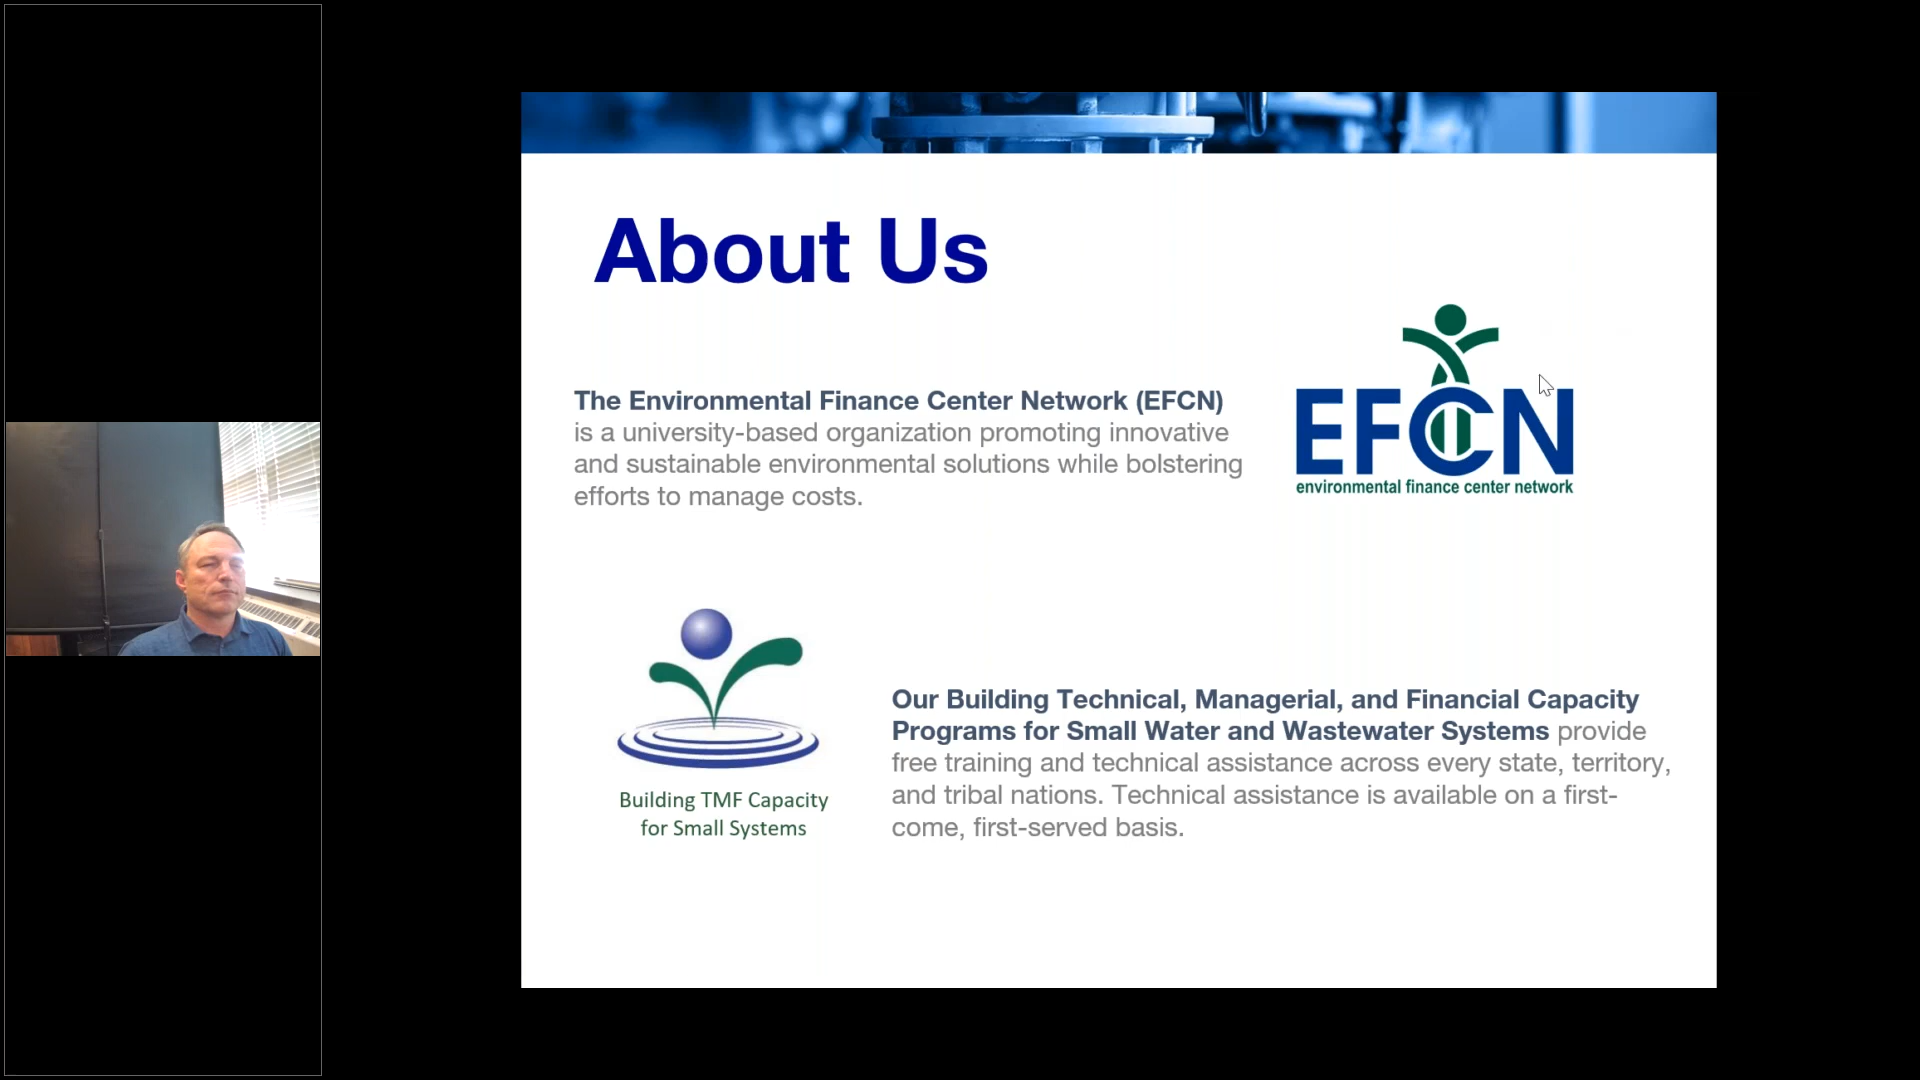 About Us
The Environmental Finance Center Network (EFCN)
is a university-based organization promoting innovative
and sustainable environmental solutions while bolstering
efforts to manage costs.
EFCN
environmental finance center network
Building TMF Capacity
for Small Systems
Our Building Technical, Managerial, and Financial Capacity
Programs for Small Water and Wastewater Systems provide
free training and technical assistance across every state, territory,
and tribal nations. Technical assistance is available on a first-
come, first-served basis.